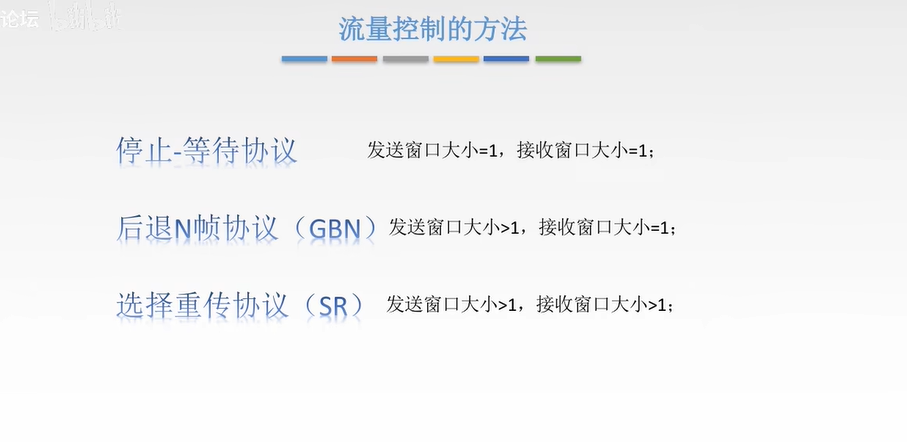 论坛
流量控制的方法
停止-等待协议 发送窗口大小=1，接收窗口大小=1；
后退N帧协议（GBN） 发送窗口大小>1，接收窗口大小=1；
选择重传协议（SR） 发送窗口大小>1，接收窗口大小>1；